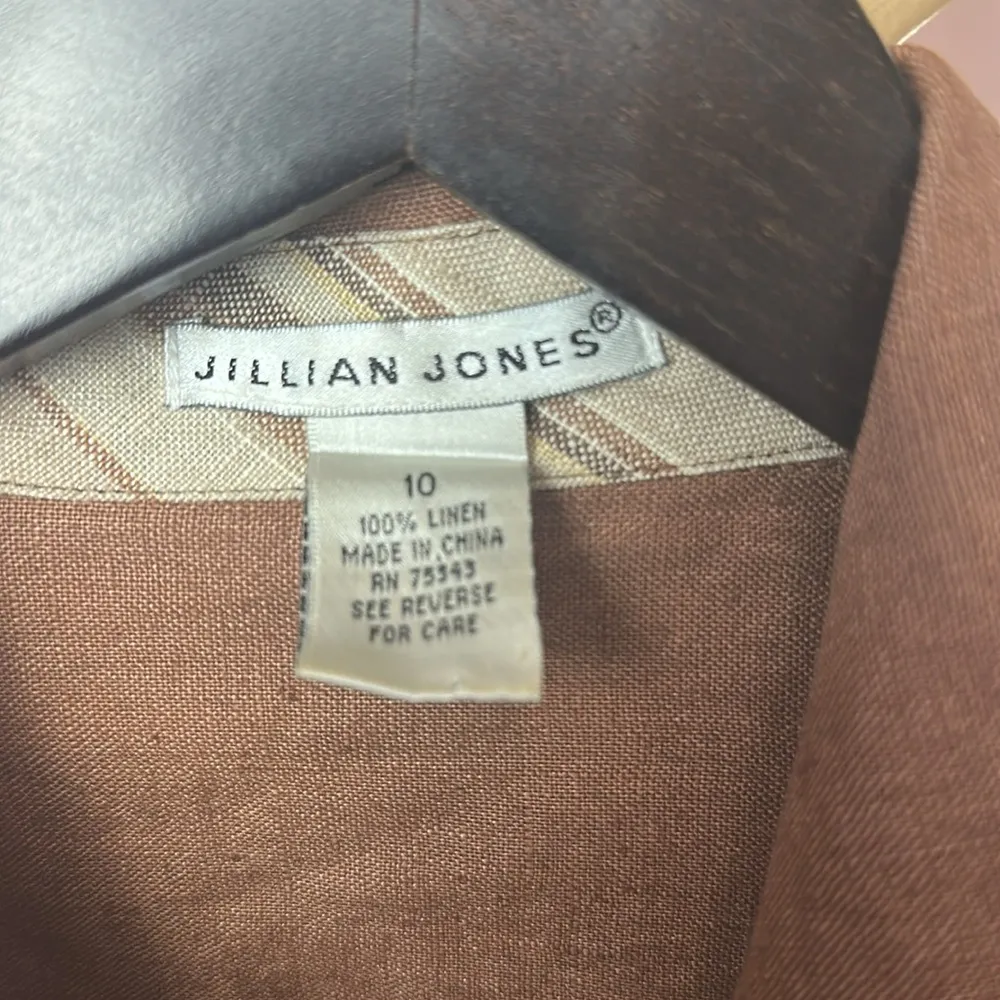 JILLIAN JONES®
10
100% LINEN
MADE IN CHINA
RN 75343
SEE REVERSE
FOR CARE